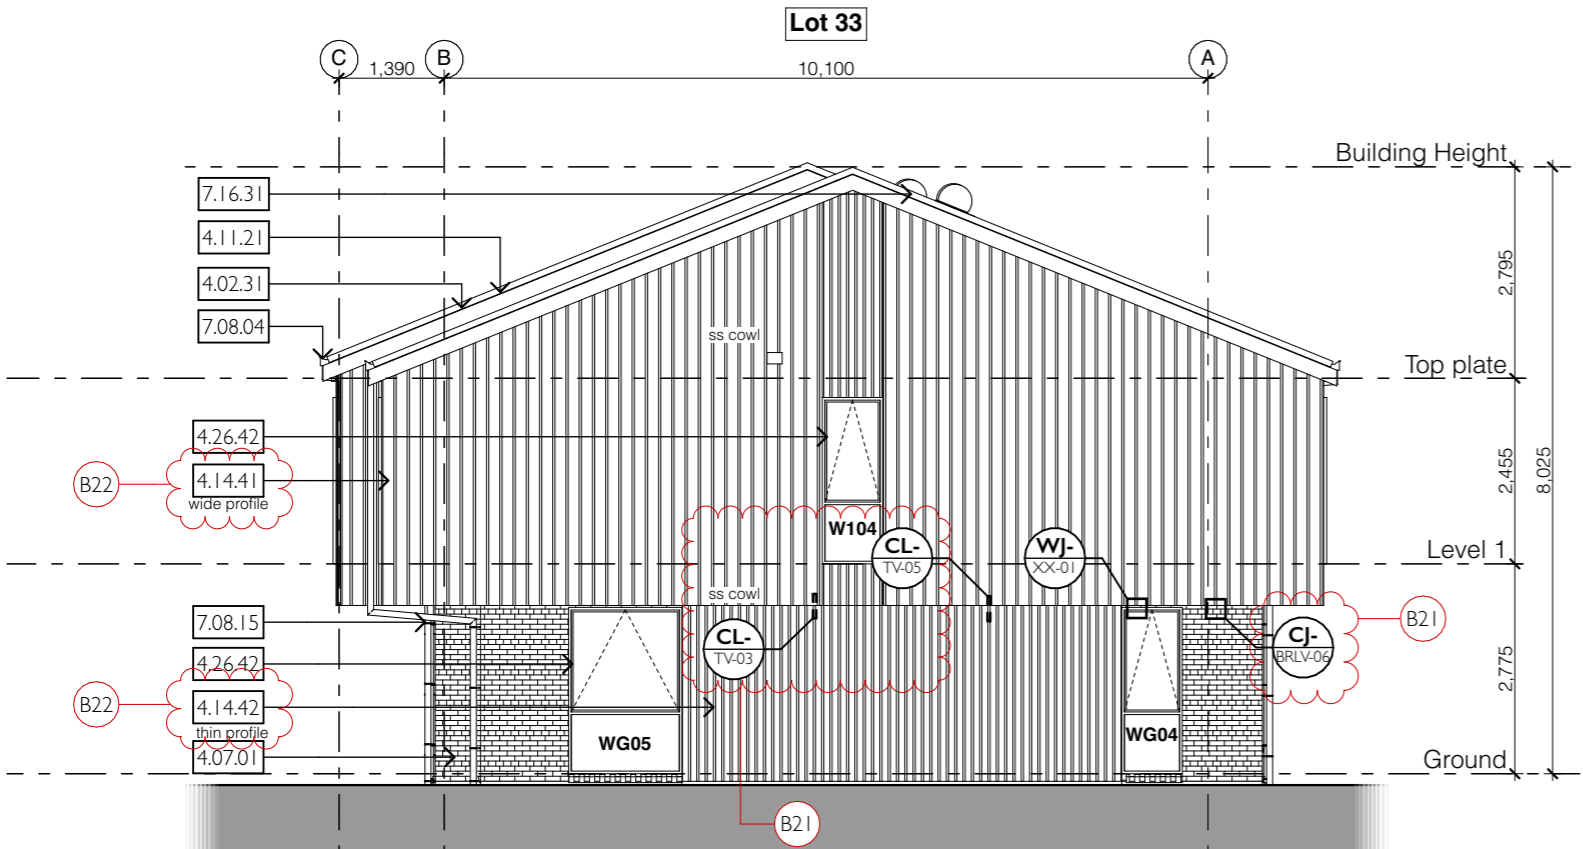 Lot 33
C
B
A
1,390
10,100
Building Height
7.16.31
4.11.21
4.02.31
7.08.04
2,795
ss cowl
Top plate
4.26.42
B22
4.14.41
wide profile
2,455
8,025
W104
CL-
TV-05
WJ-
XX-01
Level 1
ss cowl
7.08.15
CL-
TV-03
CJ-
BRLV-06
B21
4.26.42
B22
4.14.42
thin profile
2,775
4.07.01
WG05
WG04
Ground
B21